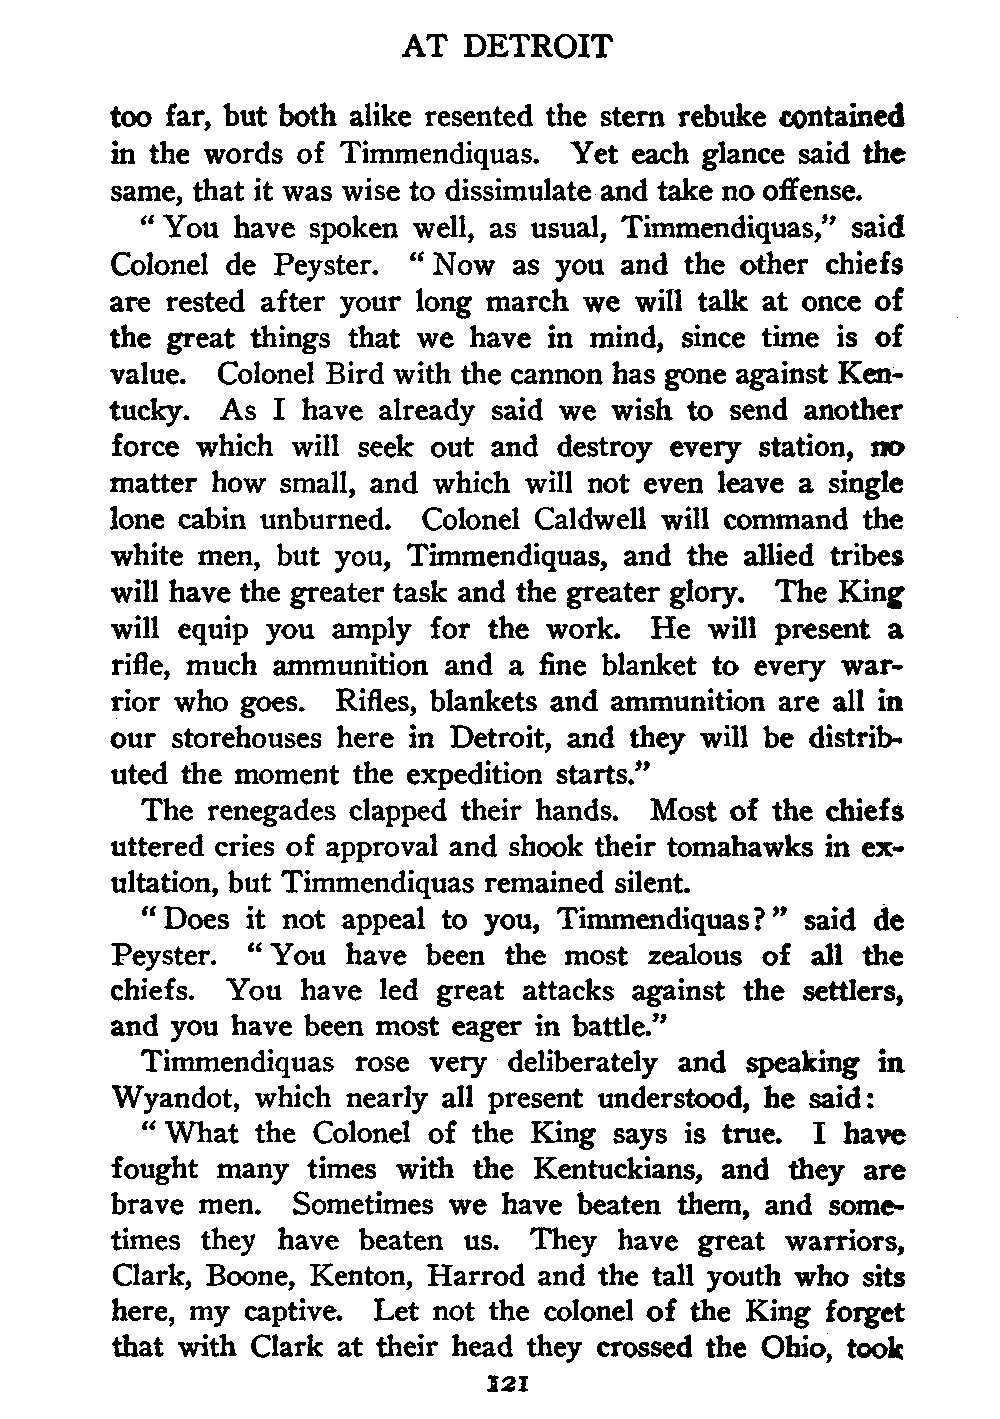 AT DETROIT
too far, but both alike resented the stern rebuke contained
in the words of Timmendiquas. Yet each glance said the
same, that it was wise to dissimulate and take no offense.
“ You have spoken well, as usual, Timmendiquas,” said
Colonel de Peyster. “ Now as you and the other chiefs
are rested after your long march we will talk at once of
the great things that we have in mind, since time is of
value. Colonel Bird with the cannon has gone against Ken-
tucky. As I have already said we wish to send another
force which will seek out and destroy every station, no
matter how small, and which will not even leave a single
lone cabin unburned. Colonel Caldwell will command the
white men, but you, Timmendiquas, and the allied tribes
will have the greater task and the greater glory. The King
will equip you amply for the work. He will present a
rifle, much ammunition and a fine blanket to every war-
rior who goes. Rifles, blankets and ammunition are all in
our storehouses here in Detroit, and they will be distrib-
uted the moment the expedition starts.”
The renegades clapped their hands. Most of the chiefs
uttered cries of approval and shook their tomahawks in ex-
ultation, but Timmendiquas remained silent.
“ Does it not appeal to you, Timmendiquas? ” said de
Peyster. “ You have been the most zealous of all the
chiefs. You have led great attacks against the settlers,
and you have been most eager in battle.”
Timmendiquas rose very deliberately and speaking in
Wyandot, which nearly all present understood, he said:
“ What the Colonel of the King says is true. I have
fought many times with the Kentuckians, and they are
brave men. Sometimes we have beaten them, and some-
times they have beaten us. They have great warriors,
Clark, Boone, Kenton, Harrod and the tall youth who sits
here, my captive. Let not the colonel of the King forget
that with Clark at their head they crossed the Ohio, took
121